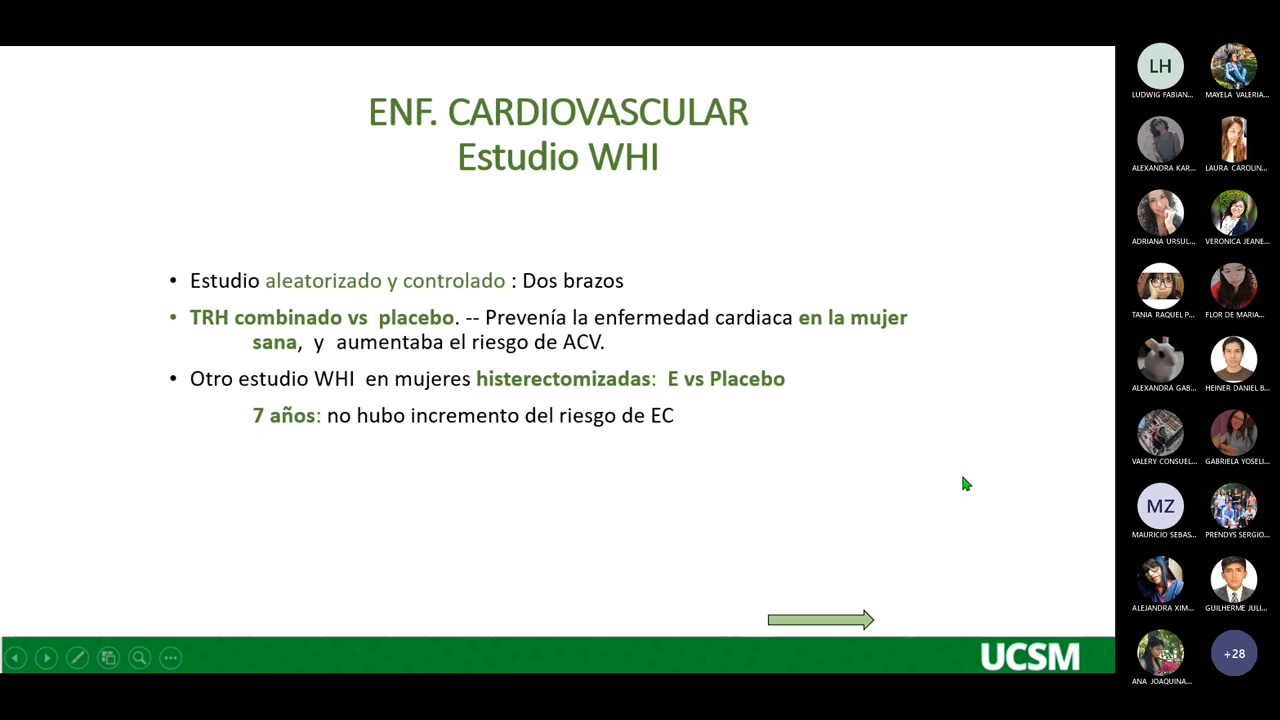 ENF. CARDIOVASCULAR
Estudio WHI
• Estudio aleatorizado y controlado : Dos brazos
• TRH combinado vs placebo. -- Prevenía la enfermedad cardiaca en la mujer
sana, y aumentaba el riesgo de ACV.
• Otro estudio WHI en mujeres histerectomizadas: E vs Placebo
7 años: no hubo incremento del riesgo de EC
UCSM
LH
LUDWIG FABIAN...
MAYELA VALERIA...
ALEXANDRA KAR...
LAURA CAROLIN...
ADRIANA URSUL...
VERONICA JEANE...
TANIA RAQUEL P...
FLOR DE MARIA...
ALEXANDRA GAB...
HEINER DANIEL B...
VALERY CONSUEL...
GABRIELA YOSELI...
MZ
MAURICIO SEBAS...
PRENDYS SERGIO...
ALEJANDRA XIM...
GUILHERME JULI...
ANA JOAQUINA...
+28